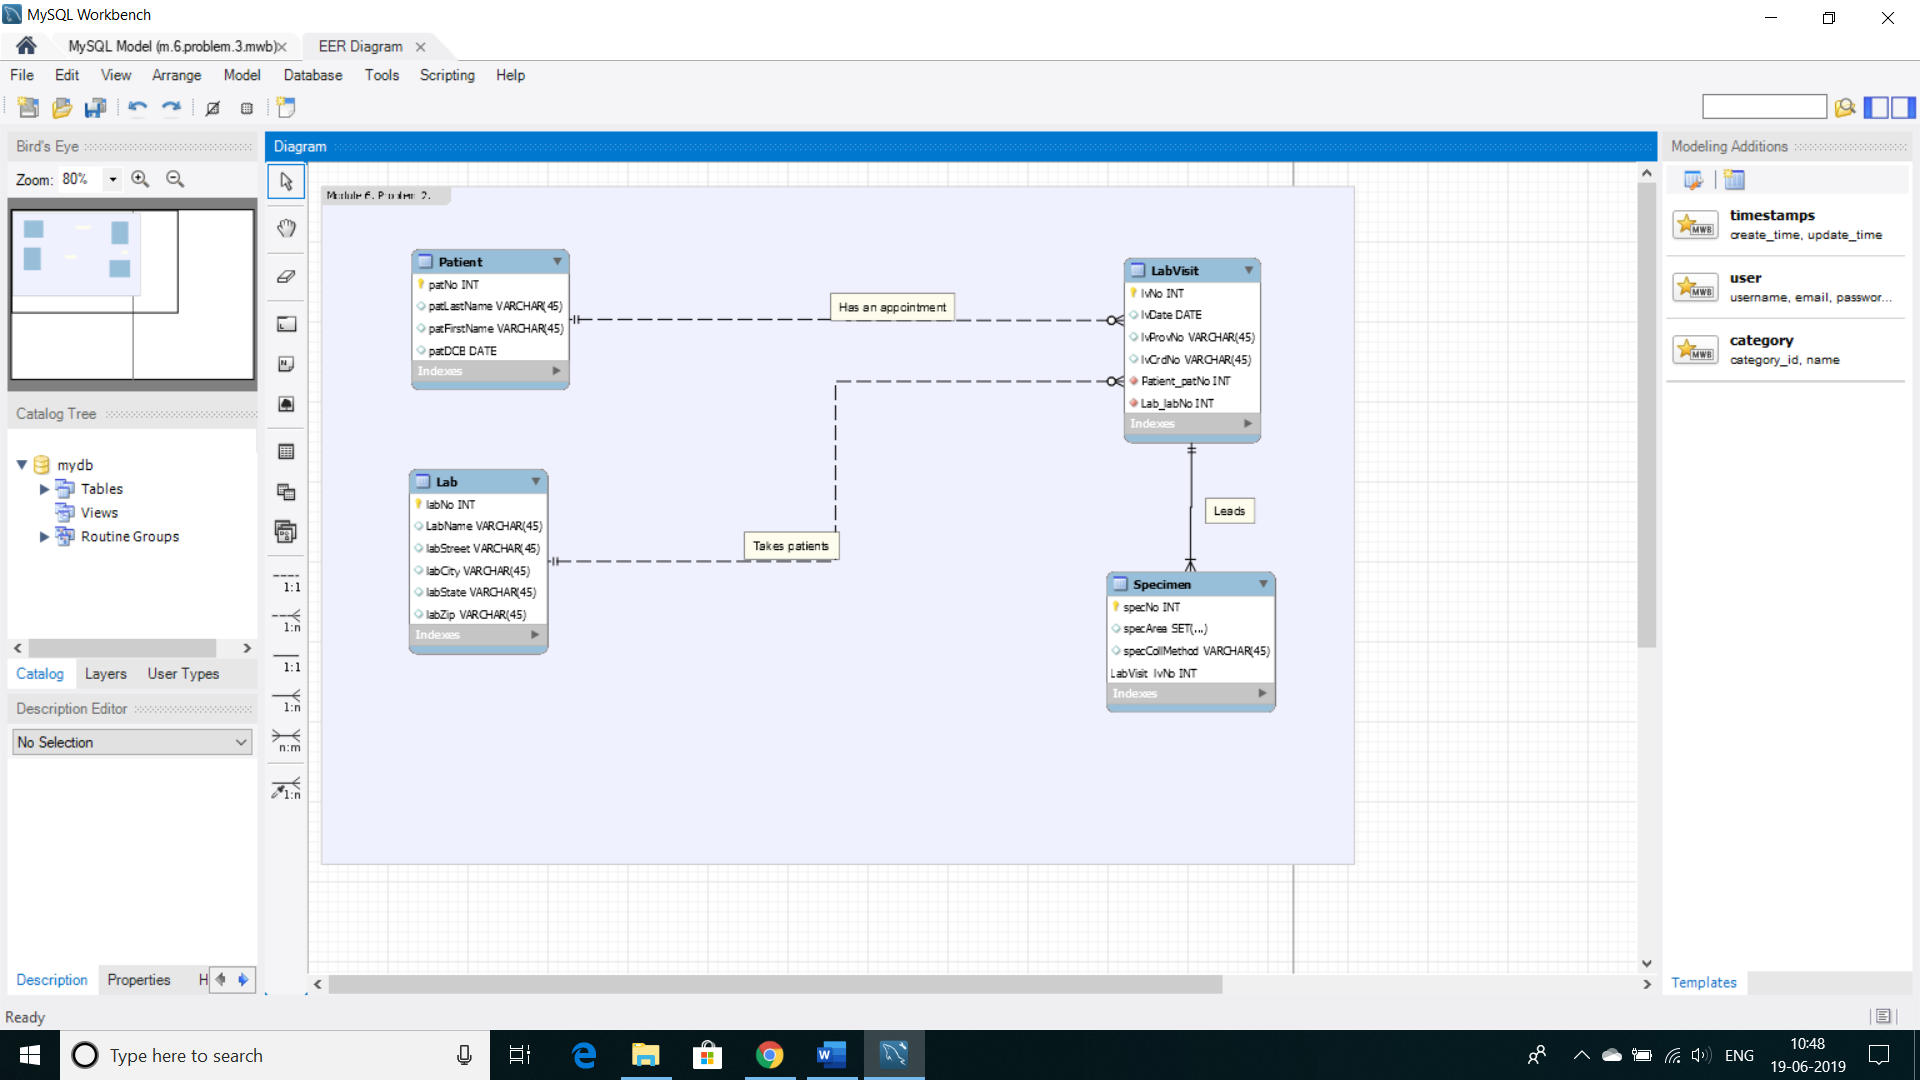 MySQL Workbench
MySQL Model (m.6.problem.3.mwb)
EER Diagram
File Edit View Arrange Model Database Tools Scripting Help
Bird's Eye
Zoom: 80%
Diagram
Modeling Additions
Module 6. Problem 2.
timestamps
create_time, update_time
user
username, email, passwor...
category
category_id, name
Patient
patNo INT
patLastName VARCHAR(45)
patFirstName VARCHAR(45)
patDOB DATE
Indexes
Has an appointment
LabVisit
lvNo INT
lvDate DATE
lvProvNo VARCHAR(45)
lvOrdNo VARCHAR(45)
Patient_patNo INT
Lab_labNo INT
Indexes
Catalog Tree
mydb
Tables
Views
Routine Groups
Lab
labNo INT
LabName VARCHAR(45)
labStreet VARCHAR(45)
labCity VARCHAR(45)
labState VARCHAR(45)
labZip VARCHAR(45)
Indexes
Takes patients
Leads
Specimen
specNo INT
specArea SET(...)
specCollMethod VARCHAR(45)
LabVisit_lvNo INT
Indexes
1:1
1:n
1:1
1:n
n:m
1:n
Catalog Layers User Types
Description Editor
No Selection
Description Properties H
Templates
Ready
Type here to search
ENG
10:48
19-06-2019